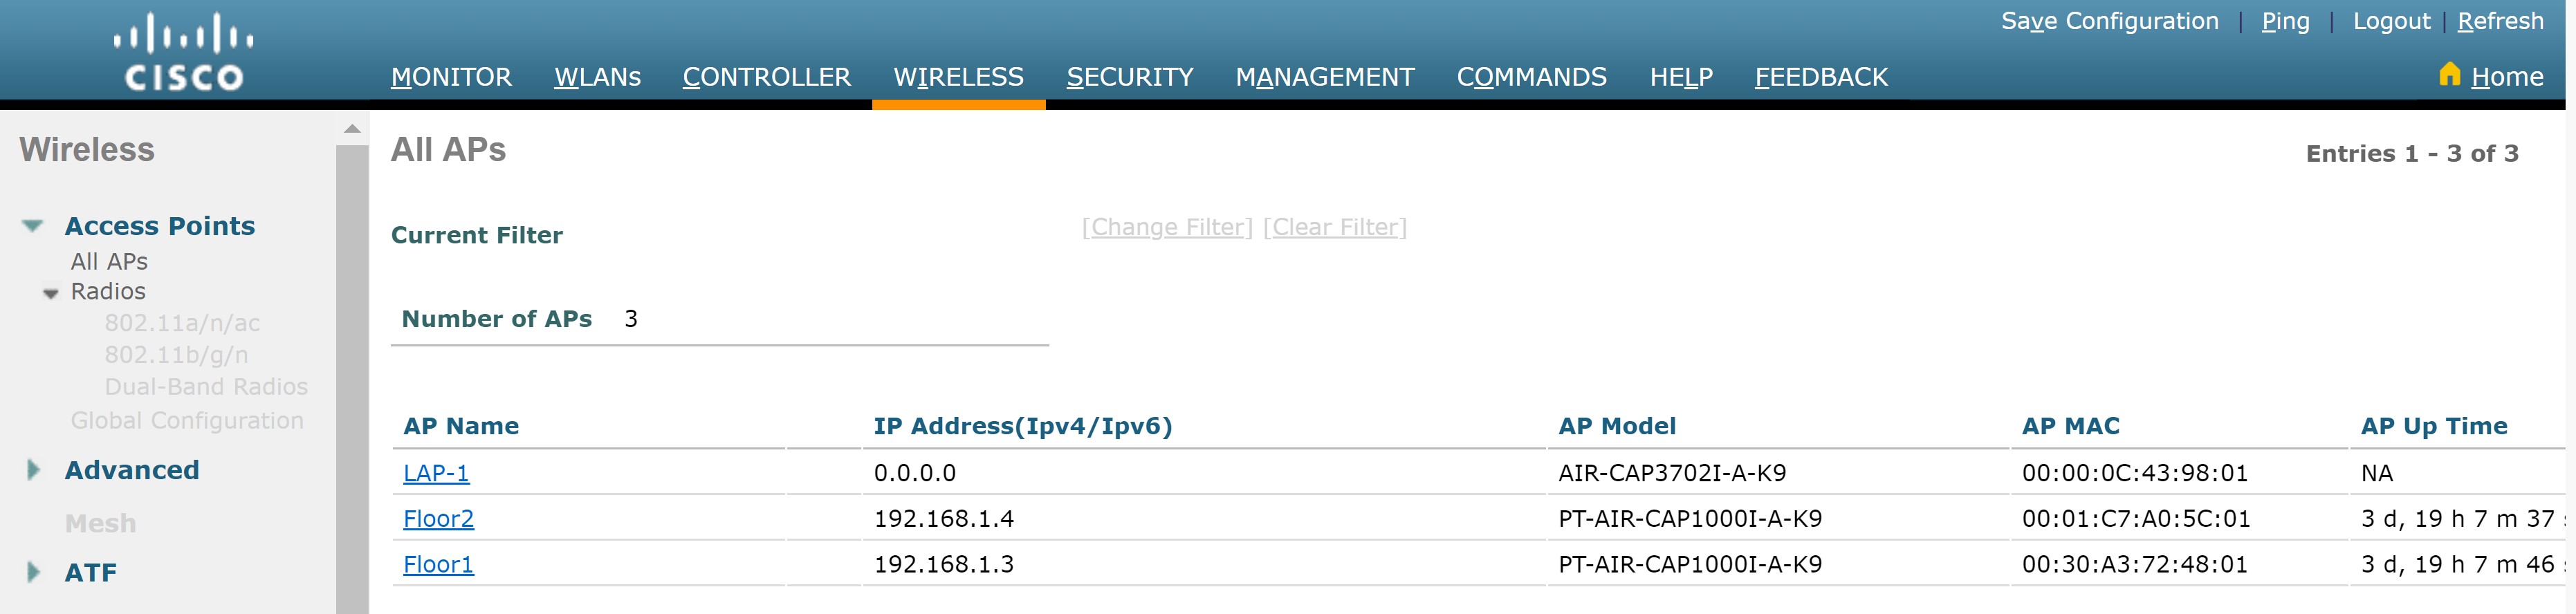 Save Configuration | Ping | Logout | Refresh
CISCO
MONITOR WLANs CONTROLLER WIRELESS SECURITY MANAGEMENT COMMANDS HELP FEEDBACK Home
Wireless
Access Points
All APs
Radios
802.11a/n/ac
802.11b/g/n
Dual-Band Radios
Global Configuration
Advanced
Mesh
ATF
All APs
Entries 1 - 3 of 3
Current Filter [Change Filter] [Clear Filter]
Number of APs 3
AP Name IP Address(Ipv4/Ipv6) AP Model AP MAC AP Up Time
LAP-1 0.0.0.0 AIR-CAP3702I-A-K9 00:00:0C:43:98:01 NA
Floor2 192.168.1.4 PT-AIR-CAP1000I-A-K9 00:01:C7:A0:5C:01 3 d, 19 h 7 m 37
Floor1 192.168.1.3 PT-AIR-CAP1000I-A-K9 00:30:A3:72:48:01 3 d, 19 h 7 m 46